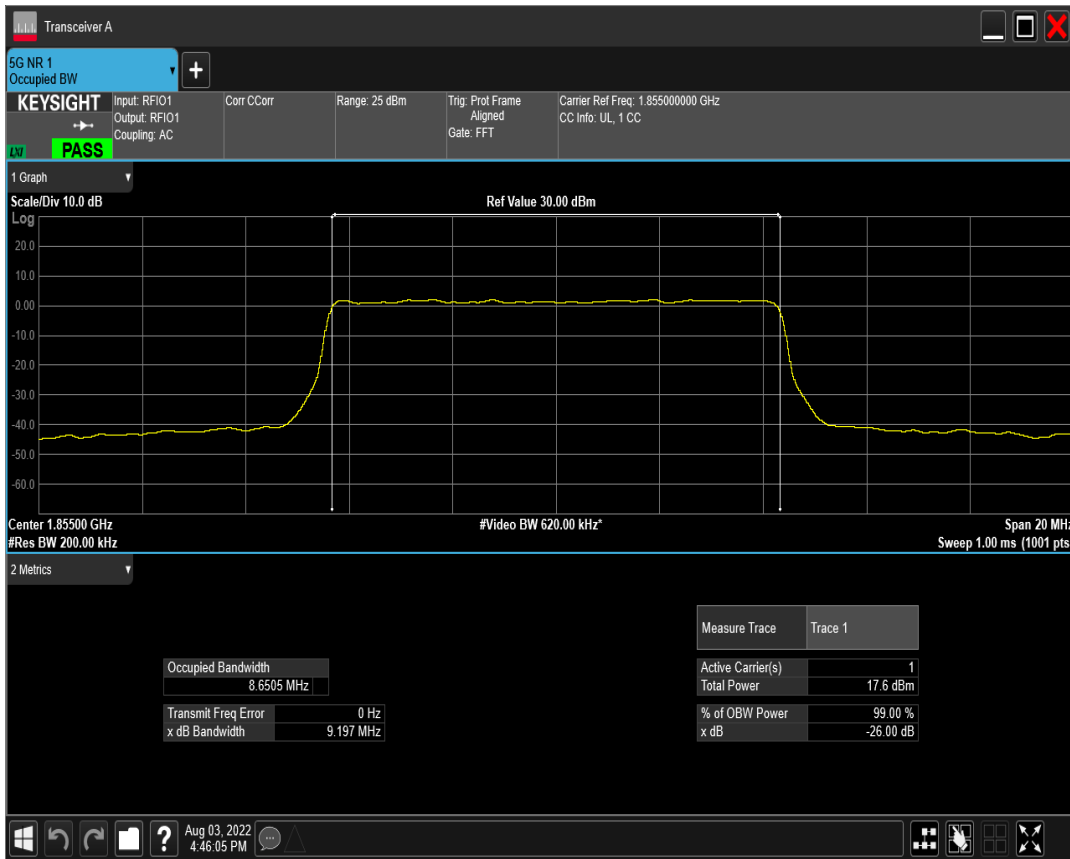 Transceiver A
5G NR 1
Occupied BW
+
KEYSIGHT
LXI
PASS
Input: RFIO1
Output: RFIO1
Coupling: AC
Corr CCorr
Range: 25 dBm
Trig: Prot Frame
Aligned
Gate: FFT
Carrier Ref Freq: 1.855000000 GHz
CC Info: UL, 1 CC
1 Graph
Scale/Div 10.0 dB
Ref Value 30.00 dBm
Log
20.0
10.0
0.00
-10.0
-20.0
-30.0
-40.0
-50.0
-60.0
Center 1.85500 GHz
#Video BW 620.00 kHz*
Span 20 MHz
#Res BW 200.00 kHz
Sweep 1.00 ms (1001 pts
2 Metrics
Measure Trace Trace 1
Occupied Bandwidth
8.6505 MHz
Active Carrier(s) 1
Total Power 17.6 dBm
Transmit Freq Error 0 Hz
x dB Bandwidth 9.197 MHz
% of OBW Power 99.00 %
x dB -26.00 dB
?
Aug 03, 2022
4:46:05 PM